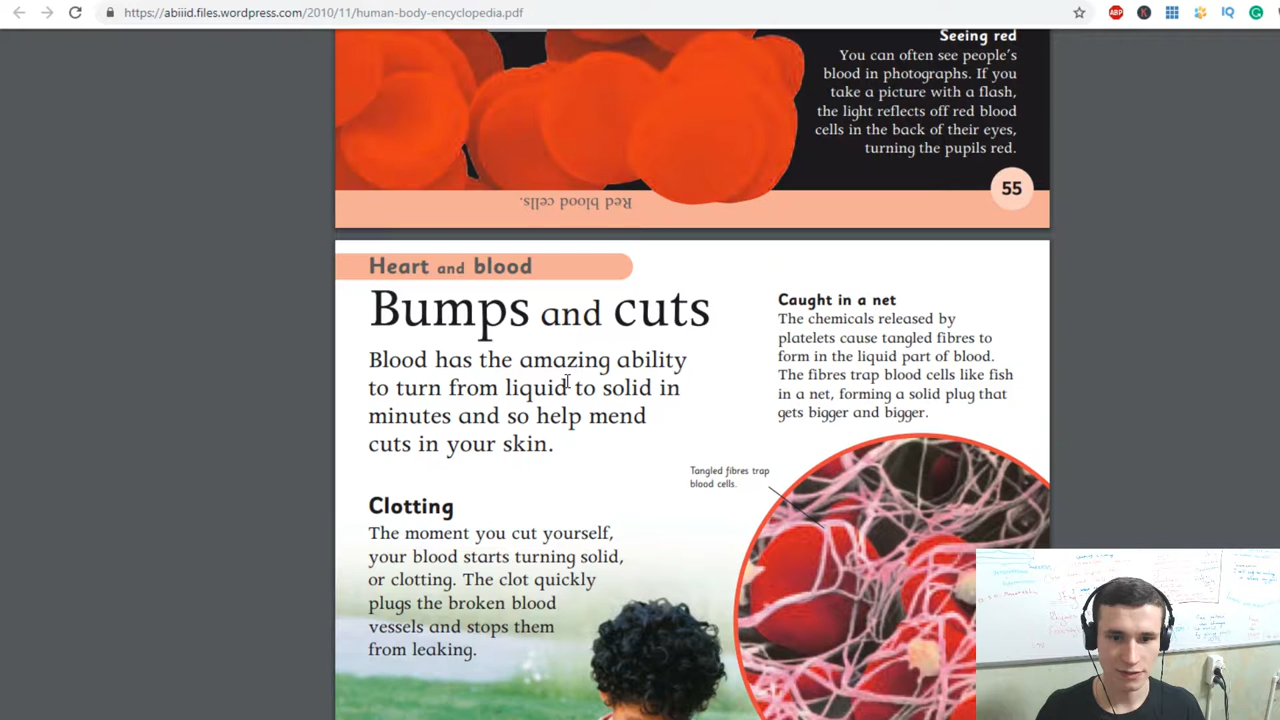 https://abiiid.files.wordpress.com/2010/11/human-body-encyclopedia.pdf
ABP
K
IQ
G
Seeing red
You can often see people's
blood in photographs. If you
take a picture with a flash,
the light reflects off red blood
cells in the back of their eyes,
turning the pupils red.
55
Red blood cells.
Heart and blood
Bumps and cuts
Blood has the amazing ability
to turn from liquid to solid in
minutes and so help mend
cuts in your skin.
Caught in a net
The chemicals released by
platelets cause tangled fibres to
form in the liquid part of blood.
The fibres trap blood cells like fish
in a net, forming a solid plug that
gets bigger and bigger.
Tangled fibres trap
blood cells.
Clotting
The moment you cut yourself,
your blood starts turning solid,
or clotting. The clot quickly
plugs the broken blood
vessels and stops them
from leaking.